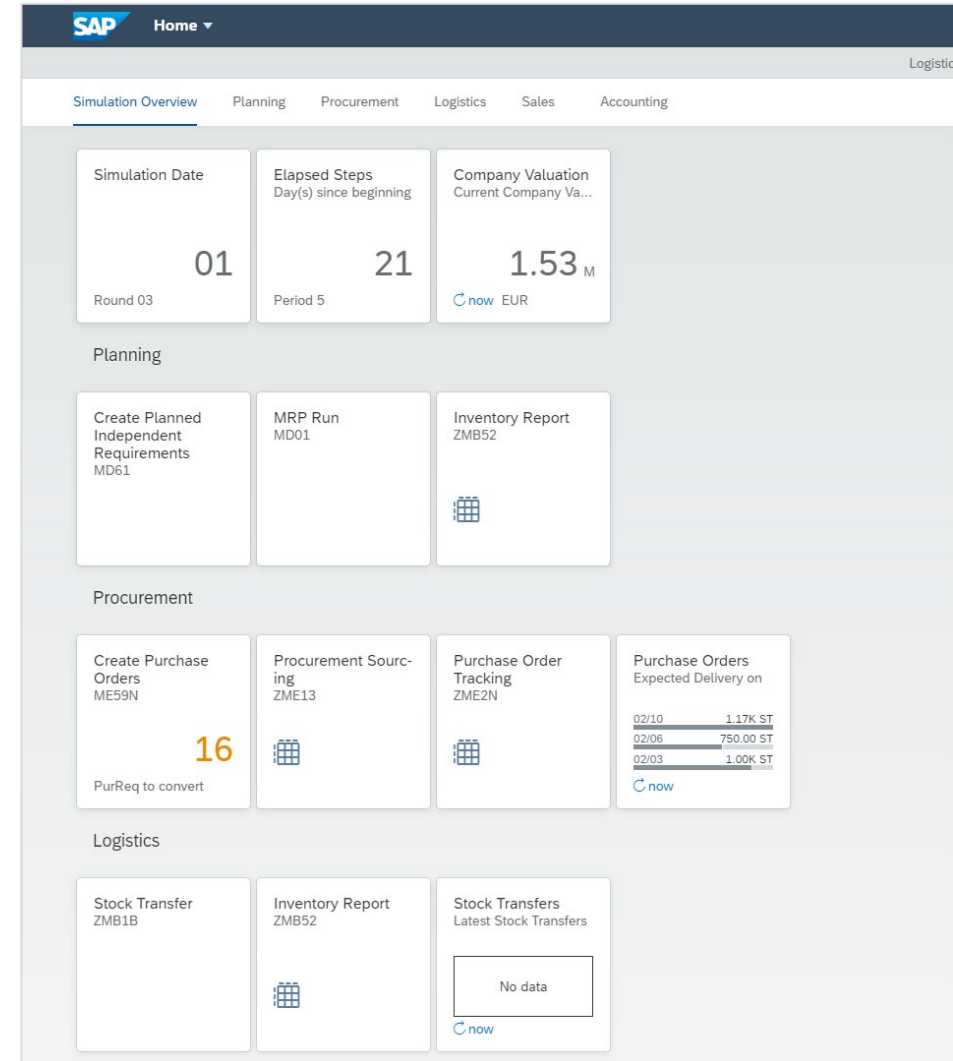 SAP Home
Logistic
Simulation Overview Planning Procurement Logistics Sales Accounting
Simulation Date
01
Round 03
Elapsed Steps
Day(s) since beginning
21
Period 5
Company Valuation
Current Company Va...
1.53 M
now EUR
Planning
Create Planned
Independent
Requirements
MD61
MRP Run
MD01
Inventory Report
ZMB52
Procurement
Create Purchase
Orders
ME59N
16
PurReq to convert
Procurement Sourc-
ing
ZME13
Purchase Order
Tracking
ZME2N
Purchase Orders
Expected Delivery on
02/10 1.17K ST
02/06 750.00 ST
02/03 1.00K ST
now
Logistics
Stock Transfer
ZMB1B
Inventory Report
ZMB52
Stock Transfers
Latest Stock Transfers
No data
now